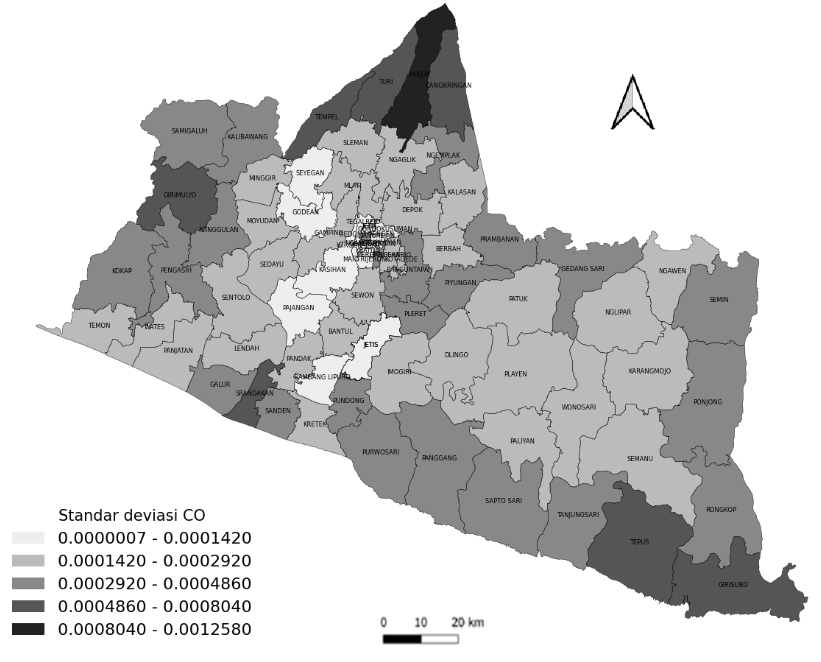 TURI
PAKEM
CANGKRINGAN
TEMPEL
SAMIGALUH
KALIBAWANG
SLEMAN
NGAGLIK
NGEMPLAK
SEYEGAN
MINGGIR
MLATI
GIRIMULYO
KALASAN
GODEAN
DEPOK
MOYUDAN
NANGGULAN
GAMPING
PRAMBANAN
BERBAH
KOKAP
PENGASIH
SEDAYU
KASIHAN
BANGUNTAPAN
GEDANG SARI
NGAWEN
PIYUNGAN
SENTOLO
SEWON
PATUK
SEMIN
PAJANGAN
PLERET
NGLIPAR
TEMON
WATES
BANTUL
JETIS
PANJATAN
LENDAH
PANDAK
DLINGO
IMOGIRI
PLAYEN
KARANGMOJO
BAMBANG LIPURO
GALUR
SRANDAKAN
PUNDONG
PONJONG
SANDEN
WONOSARI
KRETEK
PALIYAN
PURWOSARI
PANGGANG
SEMANU
SAPTO SARI
TANJUNGSARI
RONGKOP
TEPUS
GIRISUBO
Standar deviasi CO
0.0000007 - 0.0001420
0.0001420 - 0.0002920
0.0002920 - 0.0004860
0.0004860 - 0.0008040
0.0008040 - 0.0012580
0 10 20 km